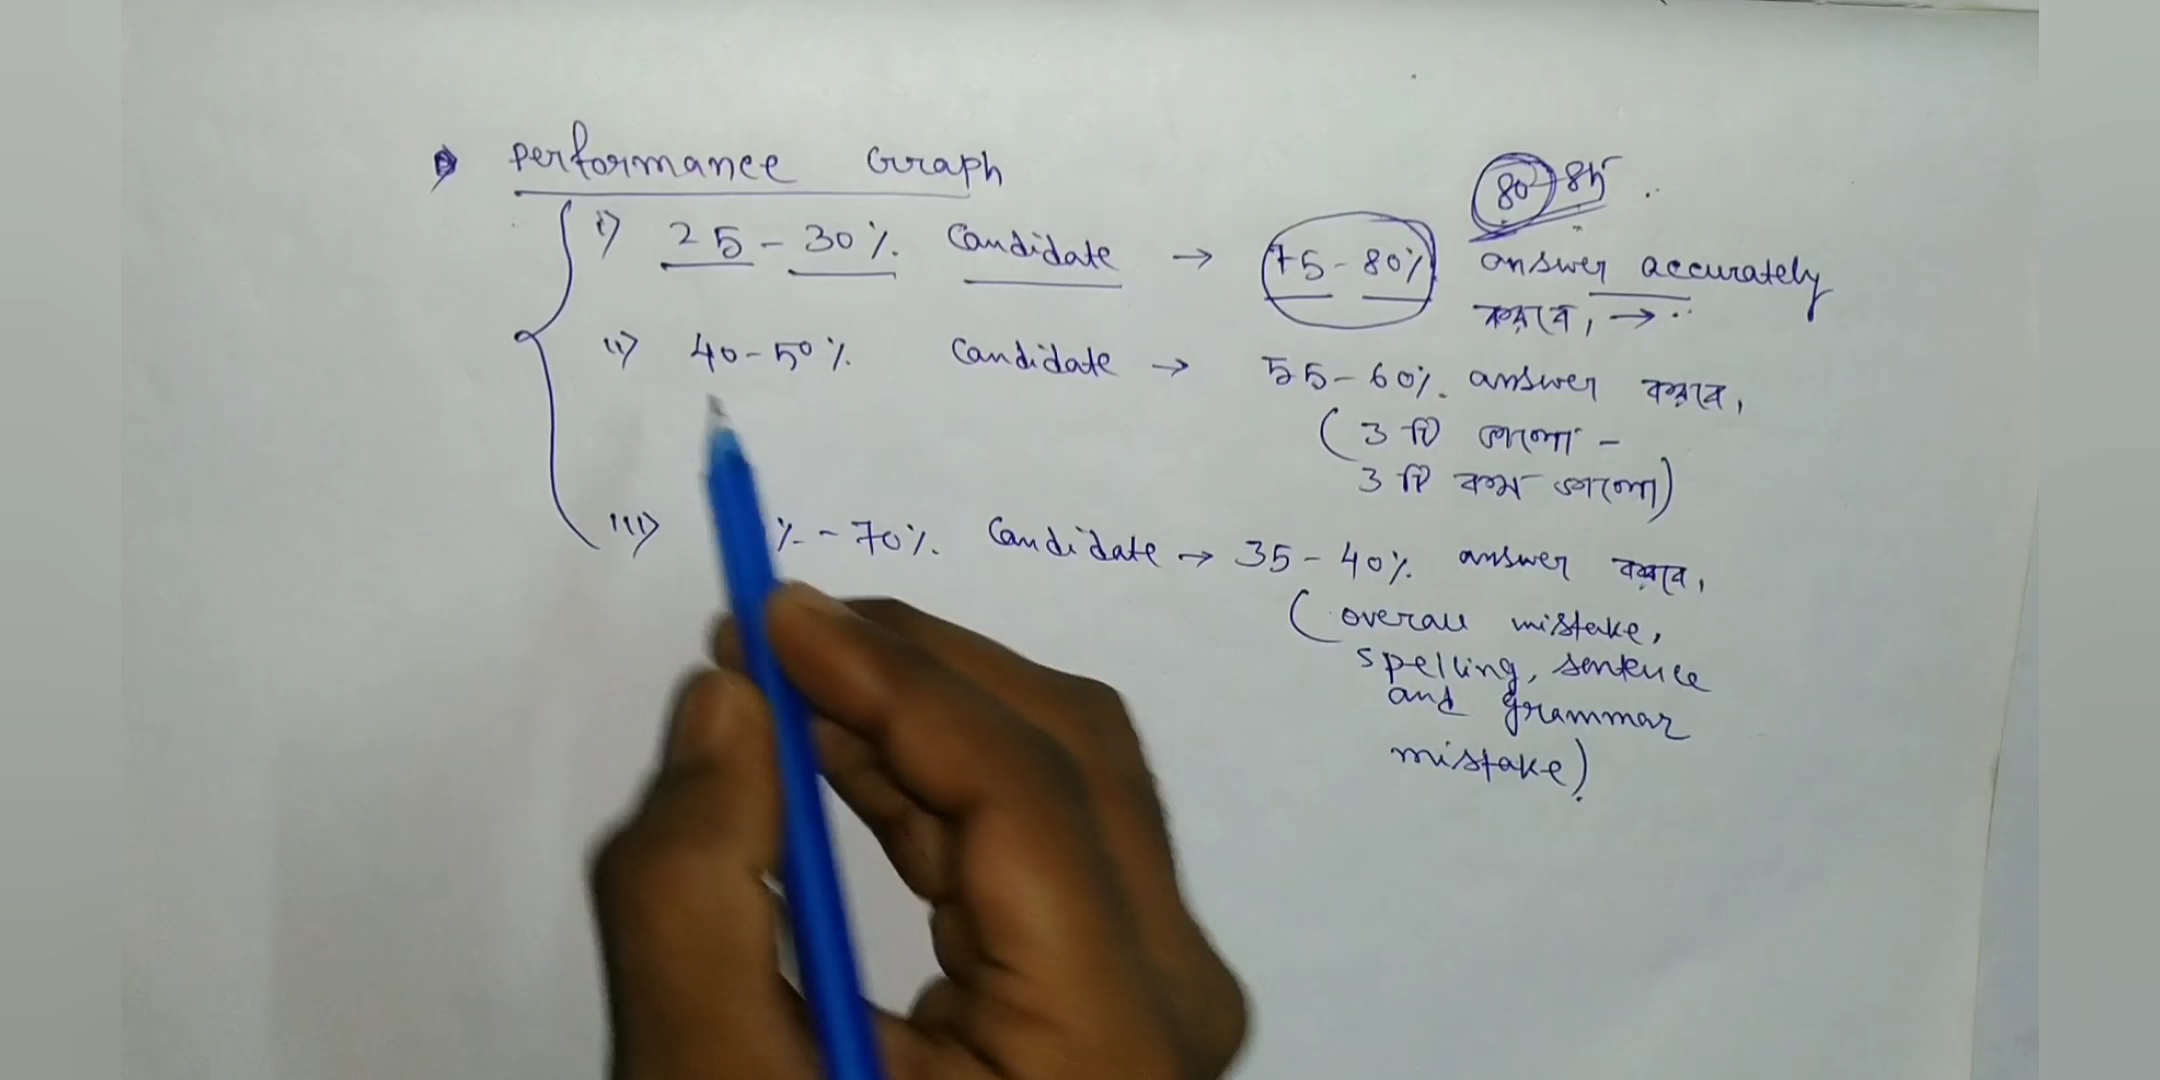 Performance Graph
80-85
i) 25-30% Candidate → 75-80% answer accurately
করবে, →
ii) 40-50% Candidate → 55-60% answer করবে,
(3 টি ভালো -
3 টি কম ভালো)
iii) %-70% Candidate → 35-40% answer করবে,
(overall mistake,
spelling, sentence
and grammar
mistake)